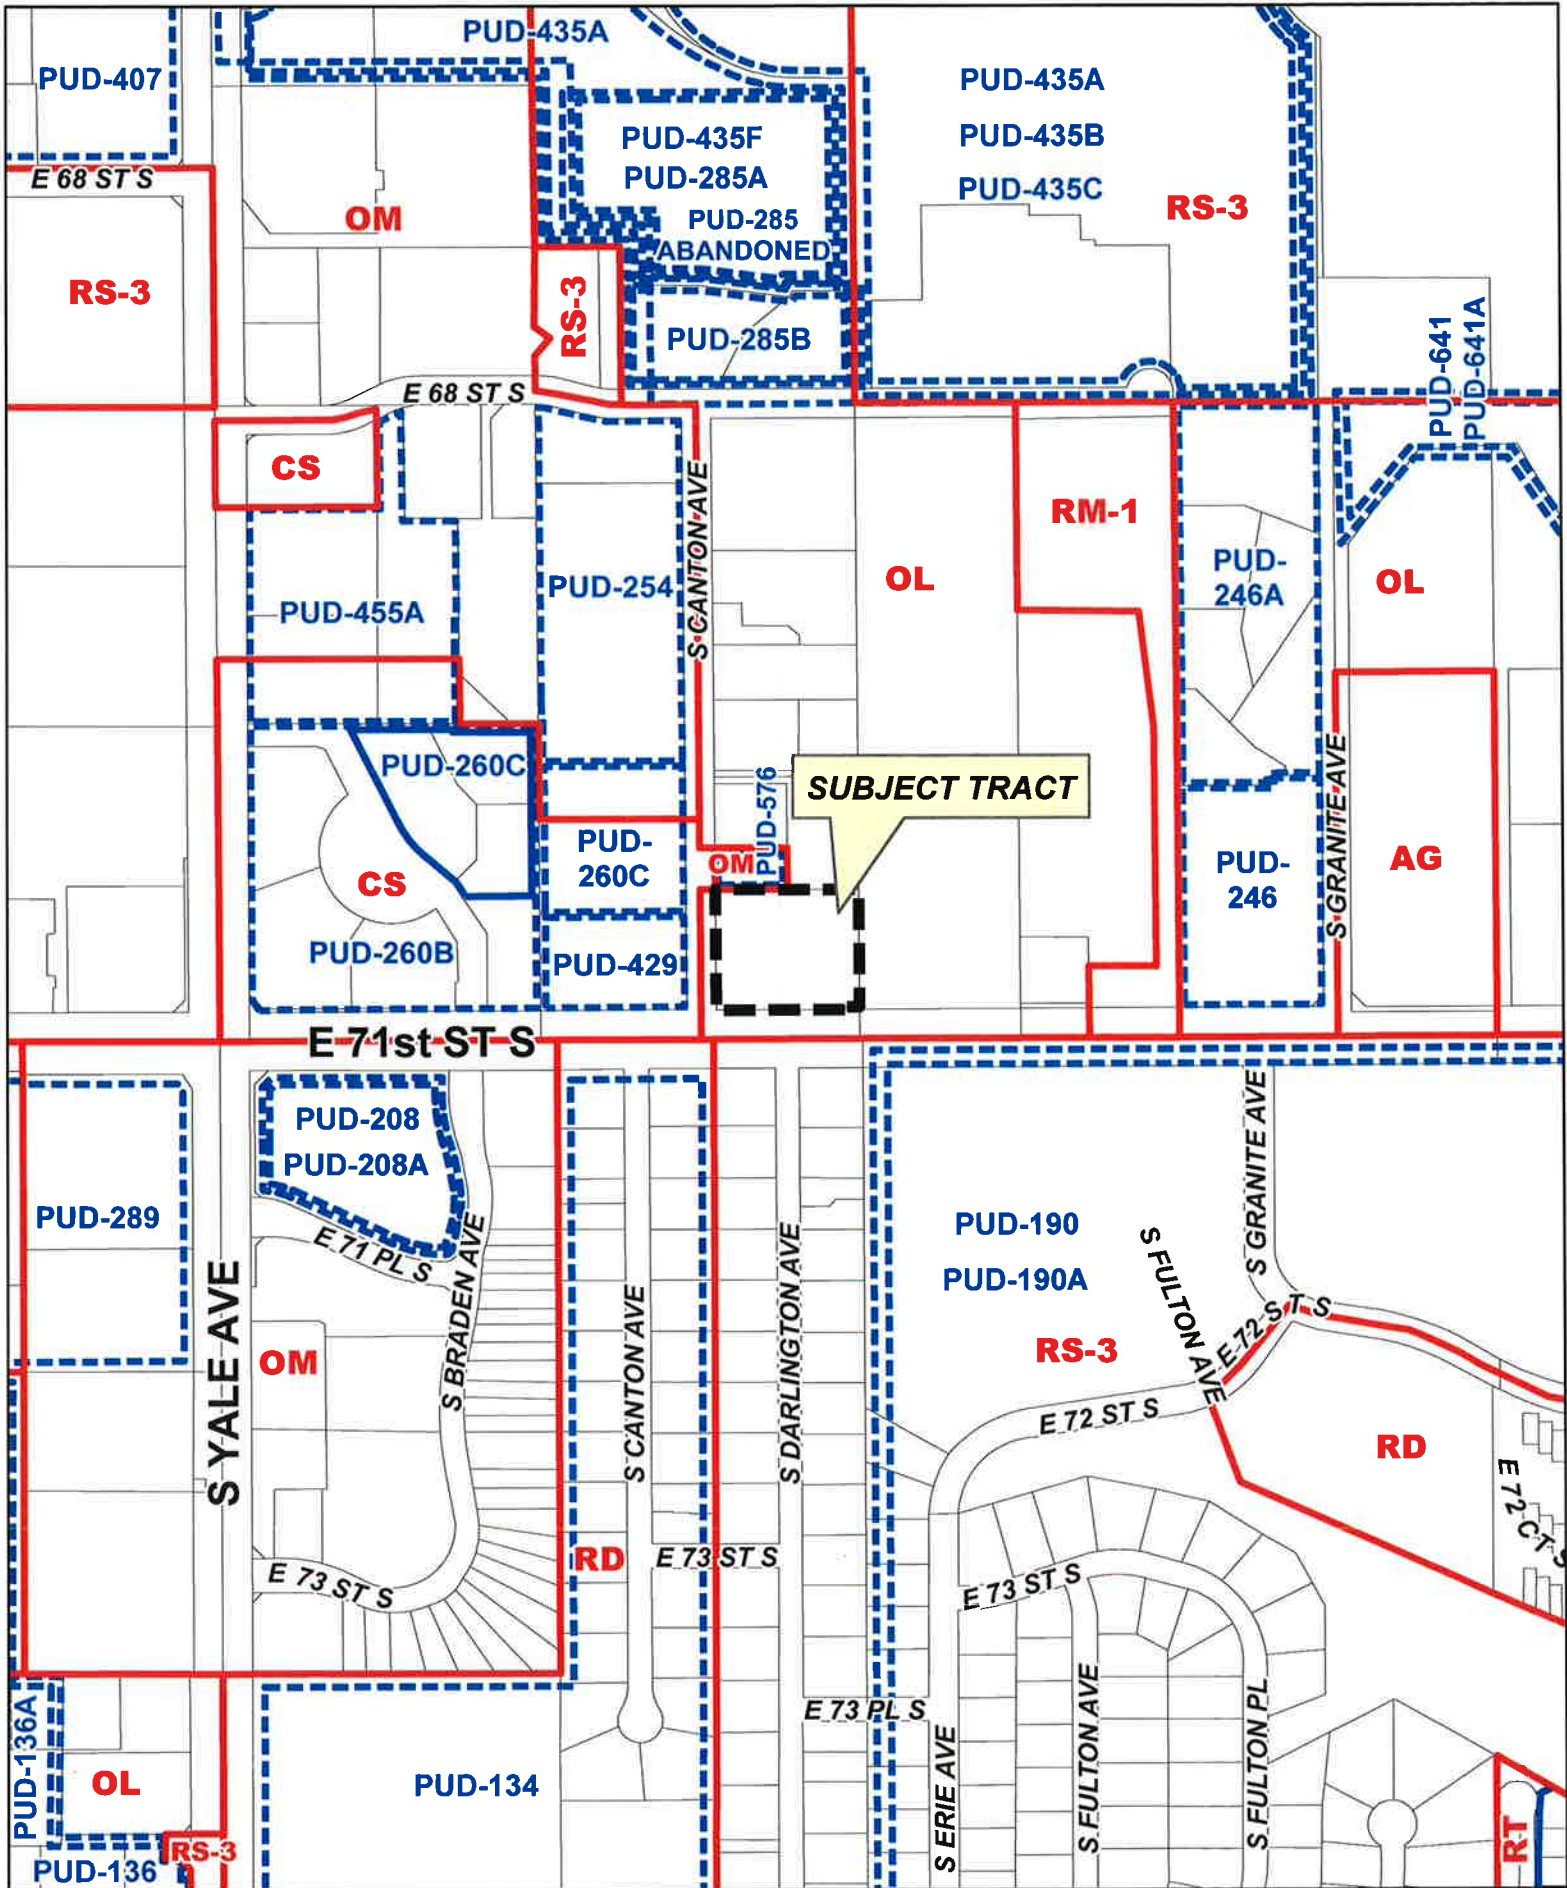 PUD-435A
PUD-407
PUD-435A
PUD-435B
PUD-435C
PUD-435F
PUD-285A
PUD-285
ABANDONED
E 68 ST S
OM
RS-3
RS-3
RS-3
PUD-285B
PUD-641
PUD-641A
E 68 ST S
CS
S CANTON AVE
RM-1
OL
PUD-
246A
OL
PUD-254
PUD-455A
PUD-260C
SUBJECT TRACT
PUD-576
S GRANITE AVE
PUD-
260C
OM
PUD-
246
AG
CS
PUD-260B
PUD-429
E 71st ST S
PUD-208
PUD-208A
PUD-289
E 71 PL S
S BRADEN AVE
S YALE AVE
OM
S CANTON AVE
S DARLINGTON AVE
PUD-190
PUD-190A
RS-3
S FULTON AVE
S GRANITE AVE
E 72 ST S
E 72 ST S
RD
E 72 CT S
RD
E 73 ST S
E 73 ST S
E 73 ST S
E 73 PL S
S ERIE AVE
S FULTON AVE
S FULTON PL
PUD-136A
OL
PUD-134
RS-3
PUD-136
RT